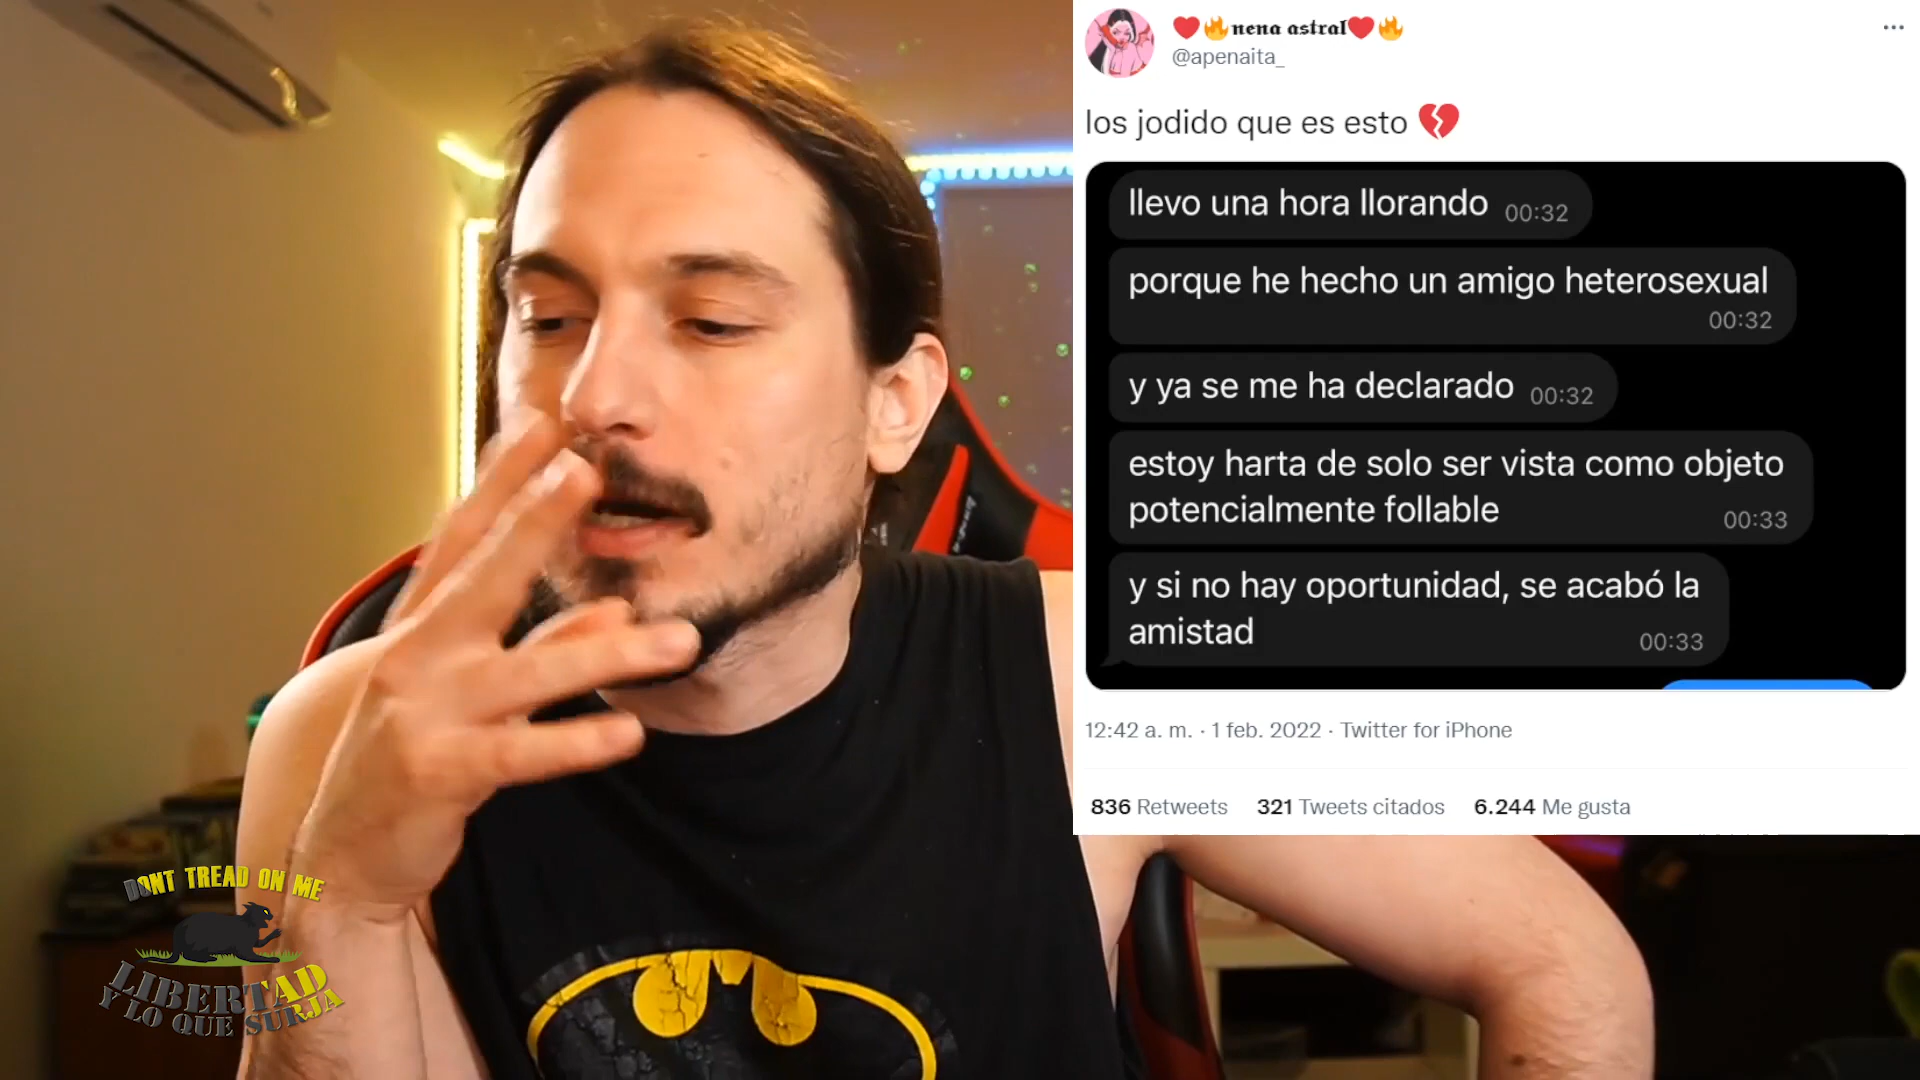 ❤️🔥nena astral❤️🔥
@apenaita_
los jodido que es esto 💔
llevo una hora llorando 00:32
porque he hecho un amigo heterosexual
00:32
y ya se me ha declarado 00:32
estoy harta de solo ser vista como objeto
potencialmente follable 00:33
y si no hay oportunidad, se acabó la
amistad 00:33
12:42 a. m. · 1 feb. 2022 · Twitter for iPhone
836 Retweets 321 Tweets citados 6.244 Me gusta
DONT TREAD ON ME
LIBERTAD
Y LO QUE SURJA